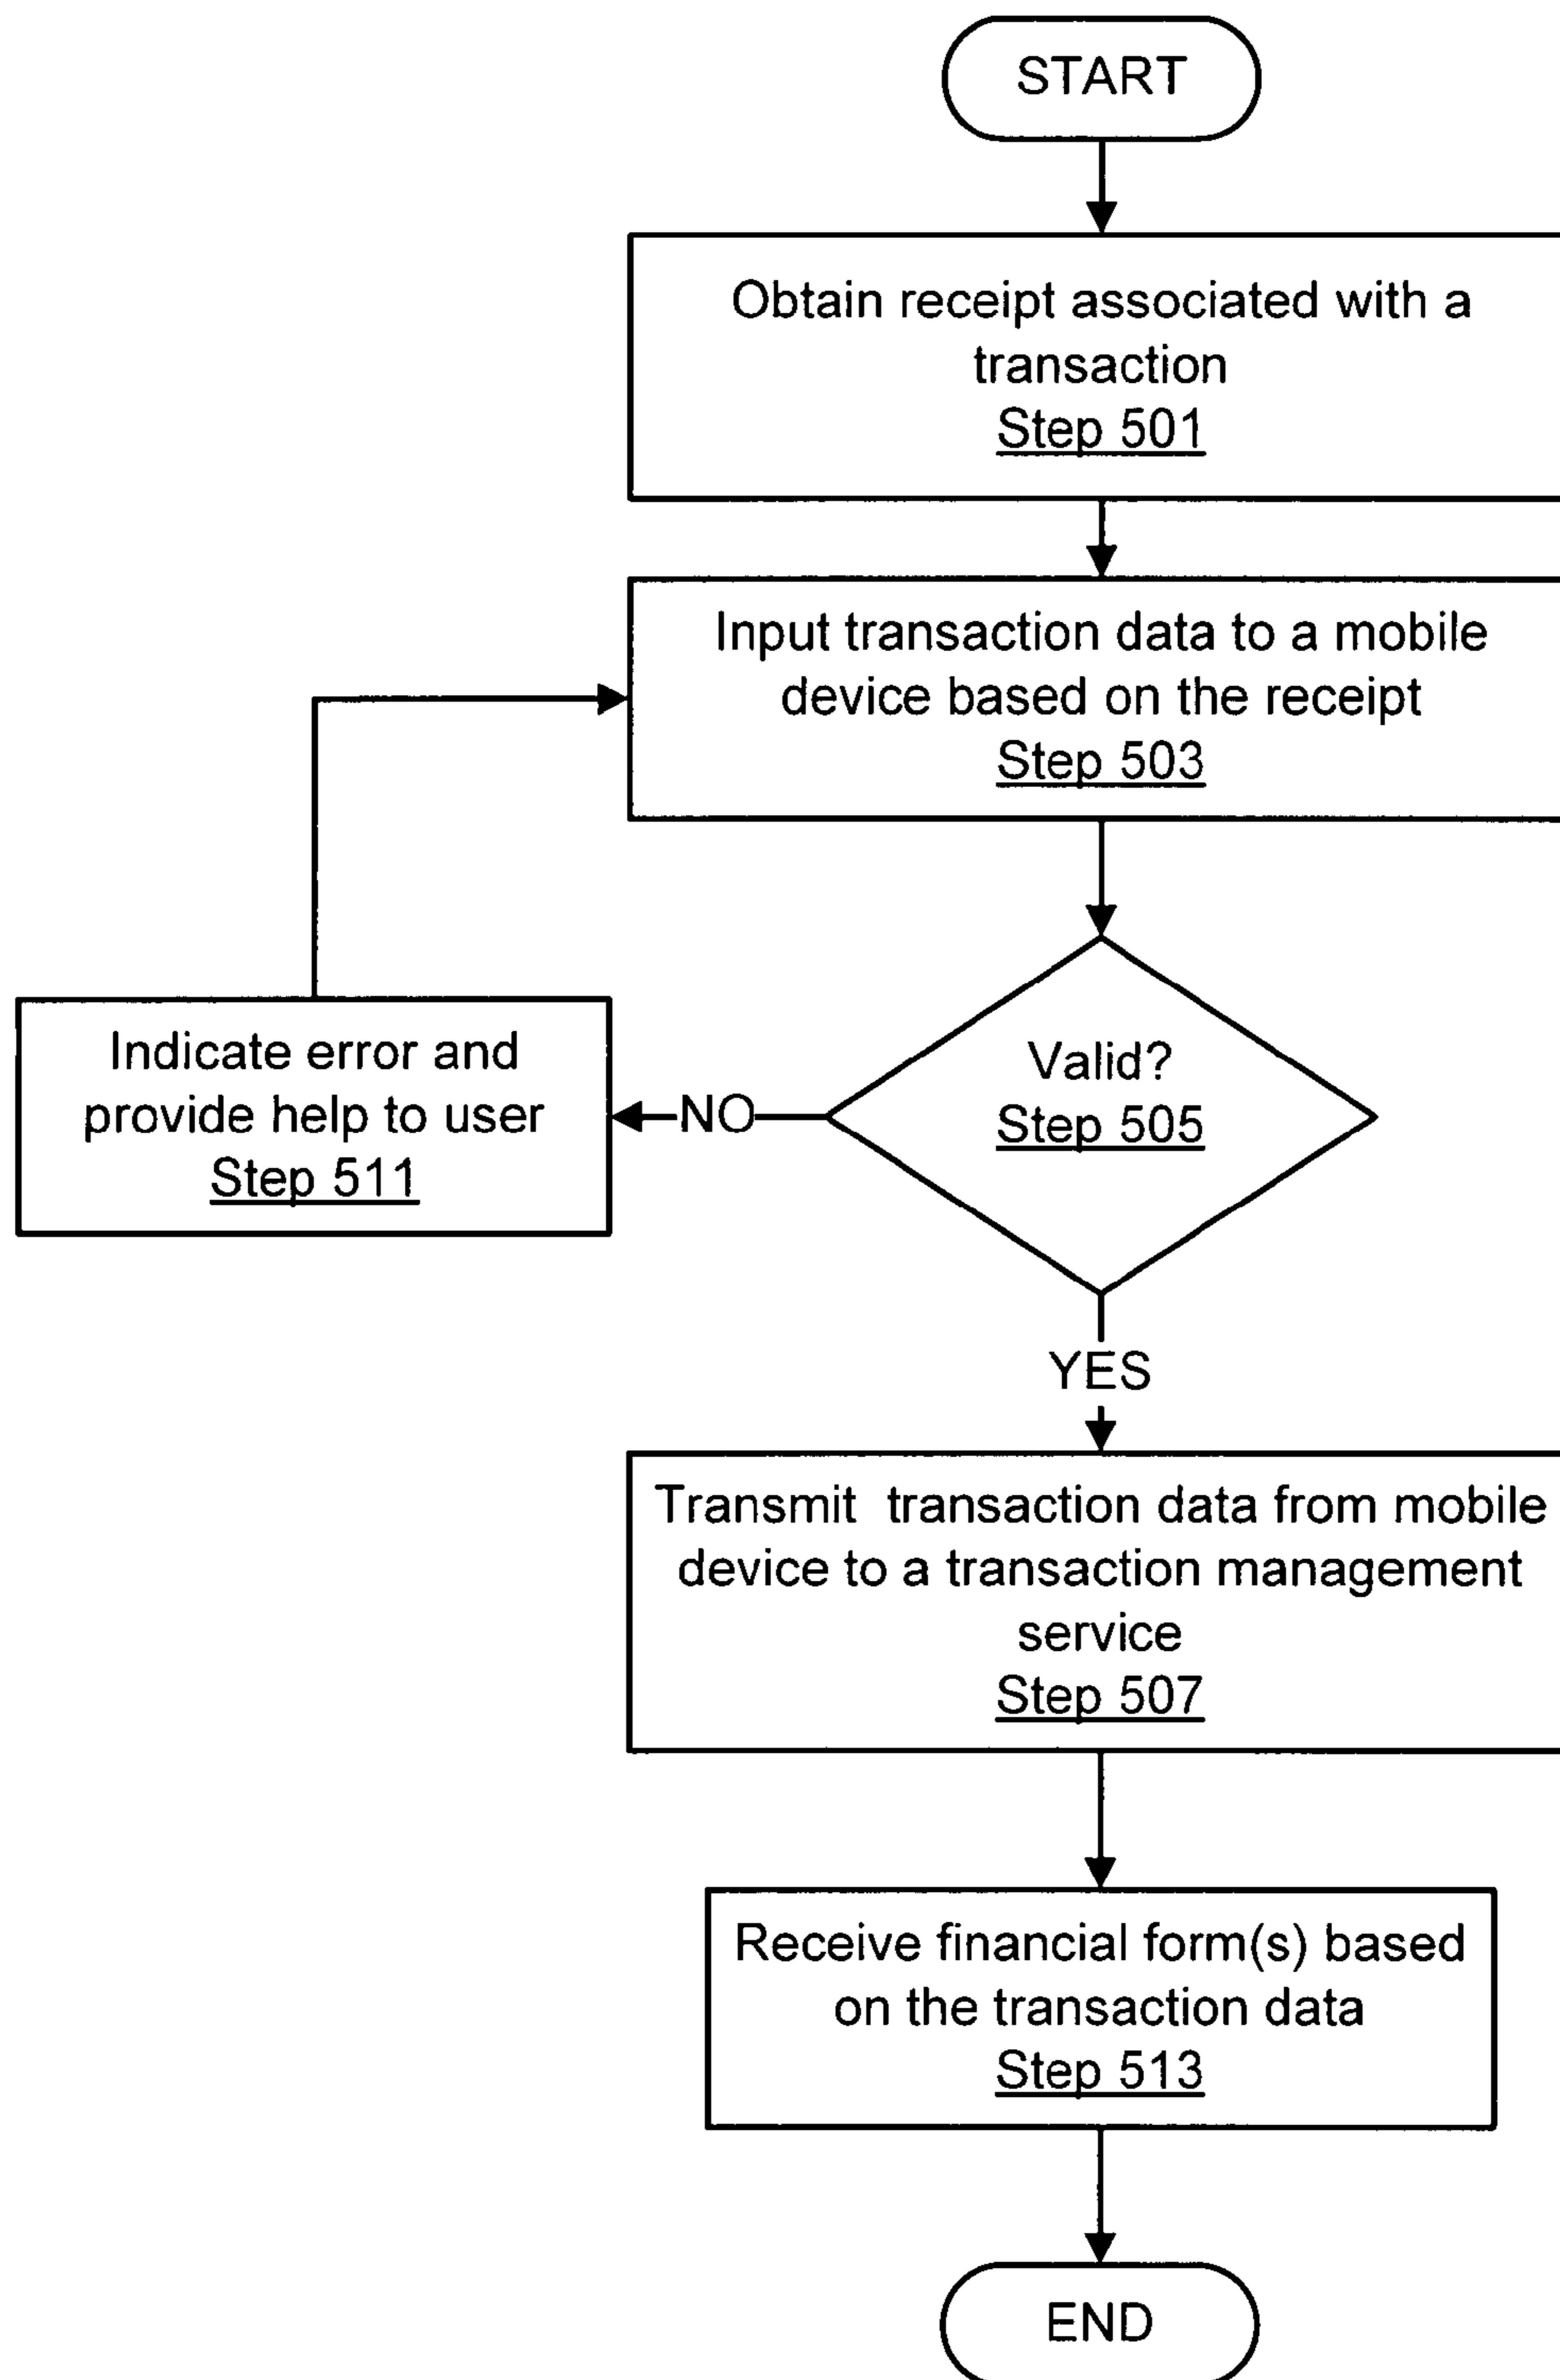 START
Obtain receipt associated with a
transaction
Step 501
Input transaction data to a mobile
device based on the receipt
Step 503
Indicate error and
provide help to user
Step 511
NO
Valid?
Step 505
YES
Transmit transaction data from mobile
device to a transaction management
service
Step 507
Receive financial form(s) based
on the transaction data
Step 513
END